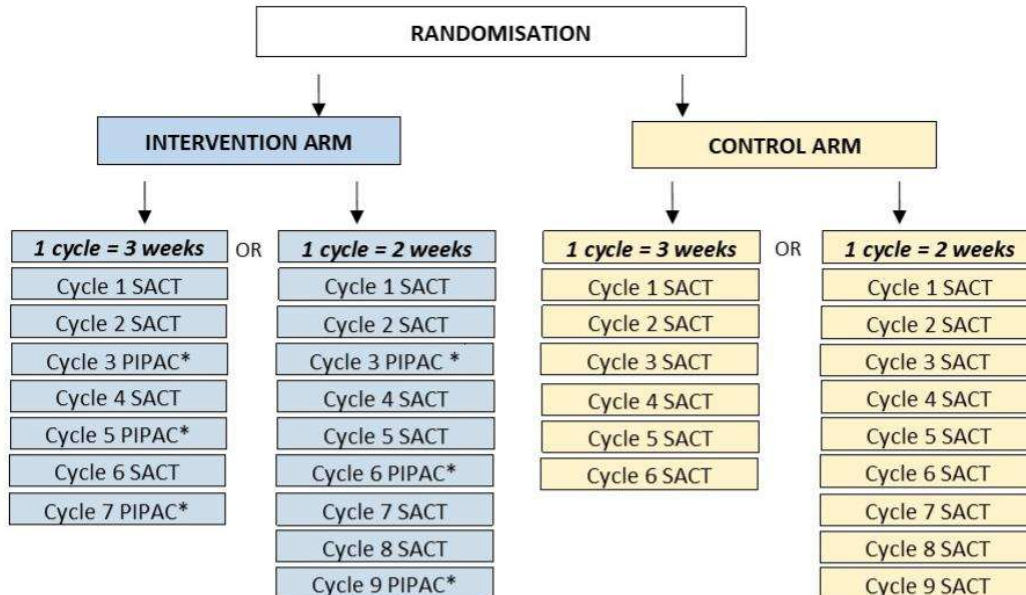 RANDOMISATION
INTERVENTION ARM
CONTROL ARM
1 cycle = 3 weeks
OR
1 cycle = 2 weeks
1 cycle = 3 weeks
OR
1 cycle = 2 weeks
Cycle 1 SACT
Cycle 2 SACT
Cycle 3 PIPAC*
Cycle 4 SACT
Cycle 5 PIPAC*
Cycle 6 SACT
Cycle 7 PIPAC*
Cycle 1 SACT
Cycle 2 SACT
Cycle 3 PIPAC *
Cycle 4 SACT
Cycle 5 SACT
Cycle 6 PIPAC*
Cycle 7 SACT
Cycle 8 SACT
Cycle 9 PIPAC*
Cycle 1 SACT
Cycle 2 SACT
Cycle 3 SACT
Cycle 4 SACT
Cycle 5 SACT
Cycle 6 SACT
Cycle 1 SACT
Cycle 2 SACT
Cycle 3 SACT
Cycle 4 SACT
Cycle 5 SACT
Cycle 6 SACT
Cycle 7 SACT
Cycle 8 SACT
Cycle 9 SACT